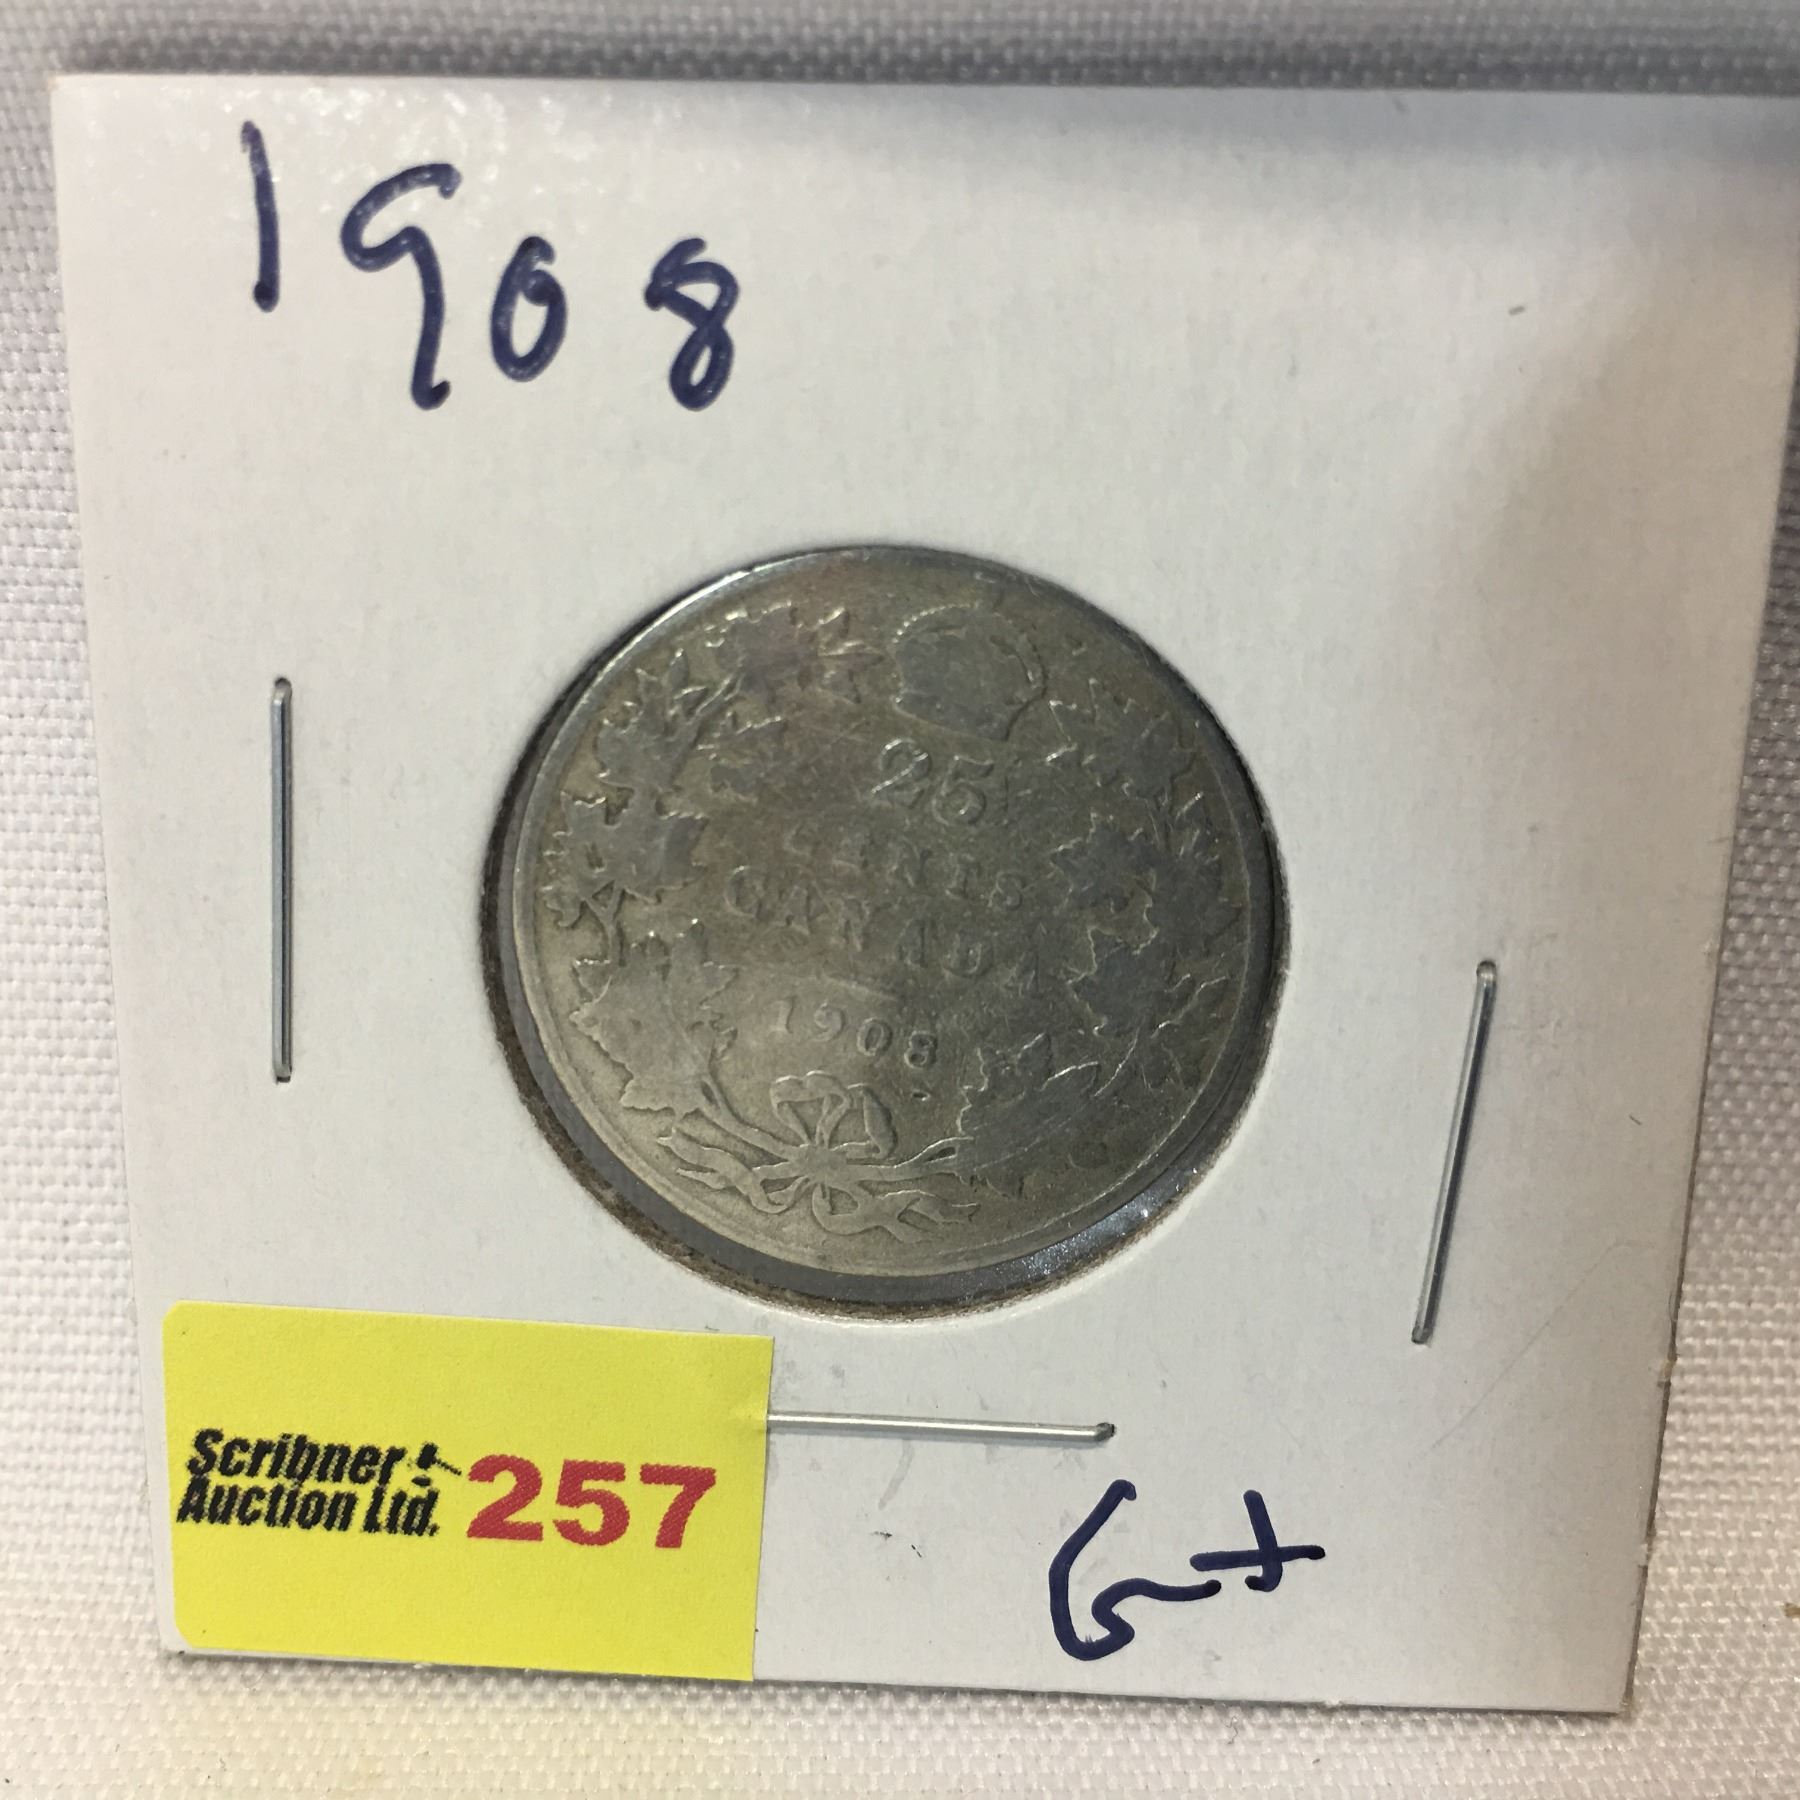 1908
25
CENTS
CANADA
1908
Scribner
Auction Ltd.
257
G+